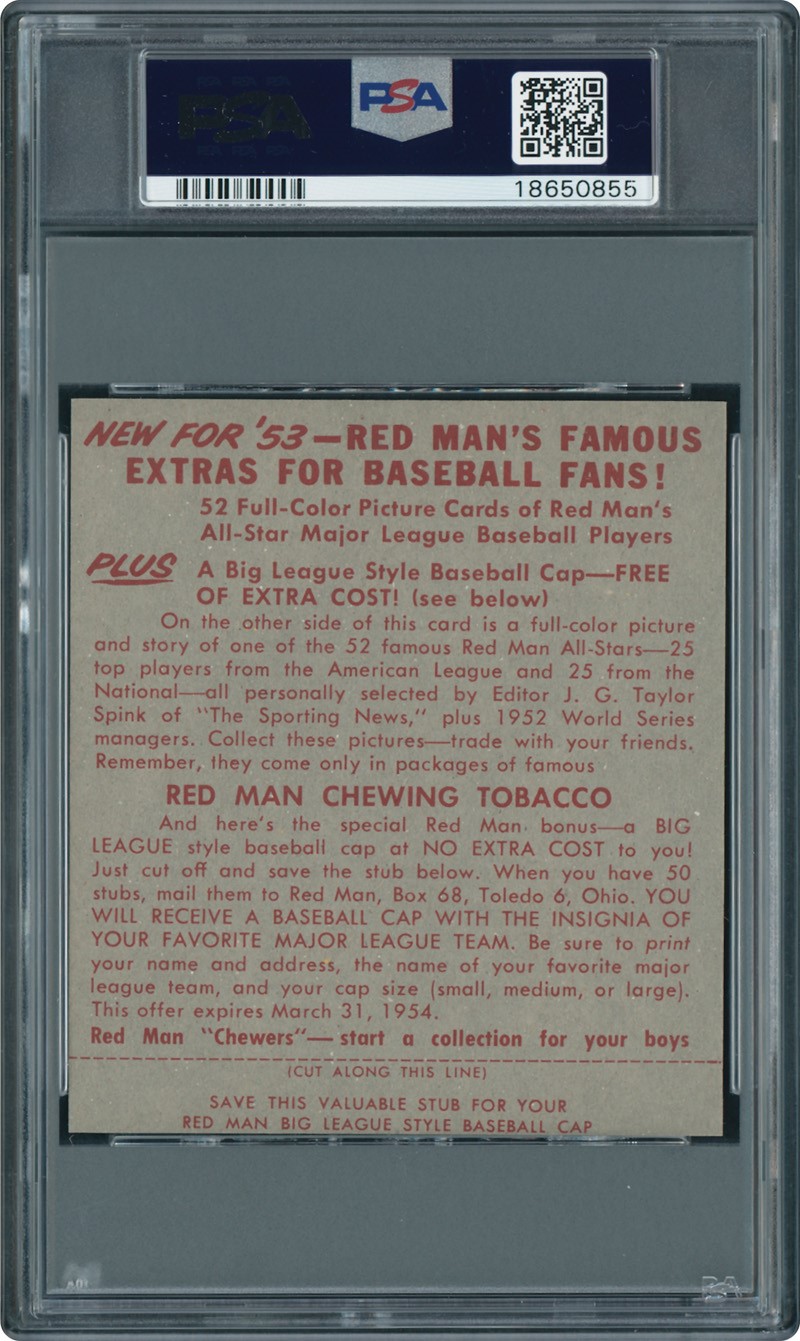 PSA
PSA
18650855
NEW FOR '53—RED MAN'S FAMOUS
EXTRAS FOR BASEBALL FANS!
52 Full-Color Picture Cards of Red Man's
All-Star Major League Baseball Players
PLUS A Big League Style Baseball Cap—FREE
OF EXTRA COST! (see below)
On the other side of this card is a full-color picture
and story of one of the 52 famous Red Man All-Stars—25
top players from the American League and 25 from the
National—all personally selected by Editor J. G. Taylor
Spink of "The Sporting News," plus 1952 World Series
managers. Collect these pictures—trade with your friends.
Remember, they come only in packages of famous
RED MAN CHEWING TOBACCO
And here's the special Red Man bonus—a BIG
LEAGUE style baseball cap at NO EXTRA COST to you!
Just cut off and save the stub below. When you have 50
stubs, mail them to Red Man, Box 68, Toledo 6, Ohio. YOU
WILL RECEIVE A BASEBALL CAP WITH THE INSIGNIA OF
YOUR FAVORITE MAJOR LEAGUE TEAM. Be sure to print
your name and address, the name of your favorite major
league team, and your cap size (small, medium, or large).
This offer expires March 31, 1954.
Red Man "Chewers"—start a collection for your boys
(CUT ALONG THIS LINE)
SAVE THIS VALUABLE STUB FOR YOUR
RED MAN BIG LEAGUE STYLE BASEBALL CAP